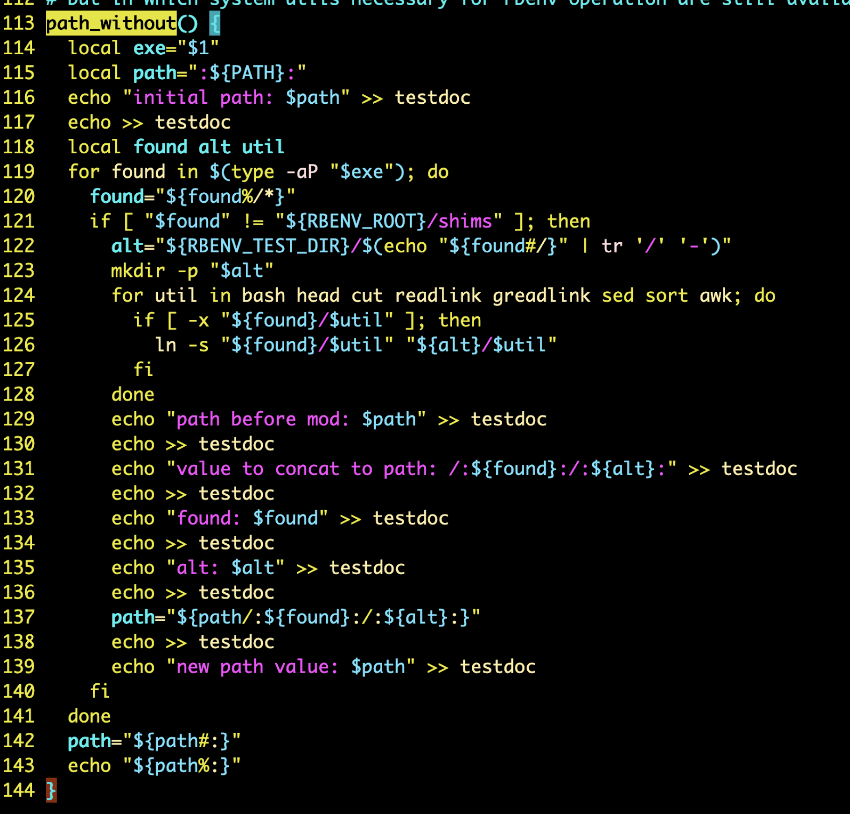 112 # but in which system utils necessary for rbenv operation are still avail
113 path_without() {
114   local exe="$1"
115   local path=":${PATH}:"
116   echo "initial path: $path" >> testdoc
117   echo >> testdoc
118   local found alt util
119   for found in $(type -aP "$exe"); do
120     found="${found%/*}"
121     if [ "$found" != "${RBENV_ROOT}/shims" ]; then
122       alt="${RBENV_TEST_DIR}/$(echo "${found#/}" | tr '/' '-')"
123       mkdir -p "$alt"
124       for util in bash head cut readlink greadlink sed sort awk; do
125         if [ -x "${found}/$util" ]; then
126           ln -s "${found}/$util" "${alt}/$util"
127         fi
128       done
129       echo "path before mod: $path" >> testdoc
130       echo >> testdoc
131       echo "value to concat to path: /:${found}:/:${alt}:" >> testdoc
132       echo >> testdoc
133       echo "found: $found" >> testdoc
134       echo >> testdoc
135       echo "alt: $alt" >> testdoc
136       echo >> testdoc
137       path="${path/:${found}:/:${alt}:}"
138       echo >> testdoc
139       echo "new path value: $path" >> testdoc
140     fi
141   done
142   path="${path#:}"
143   echo "${path%:}"
144 }